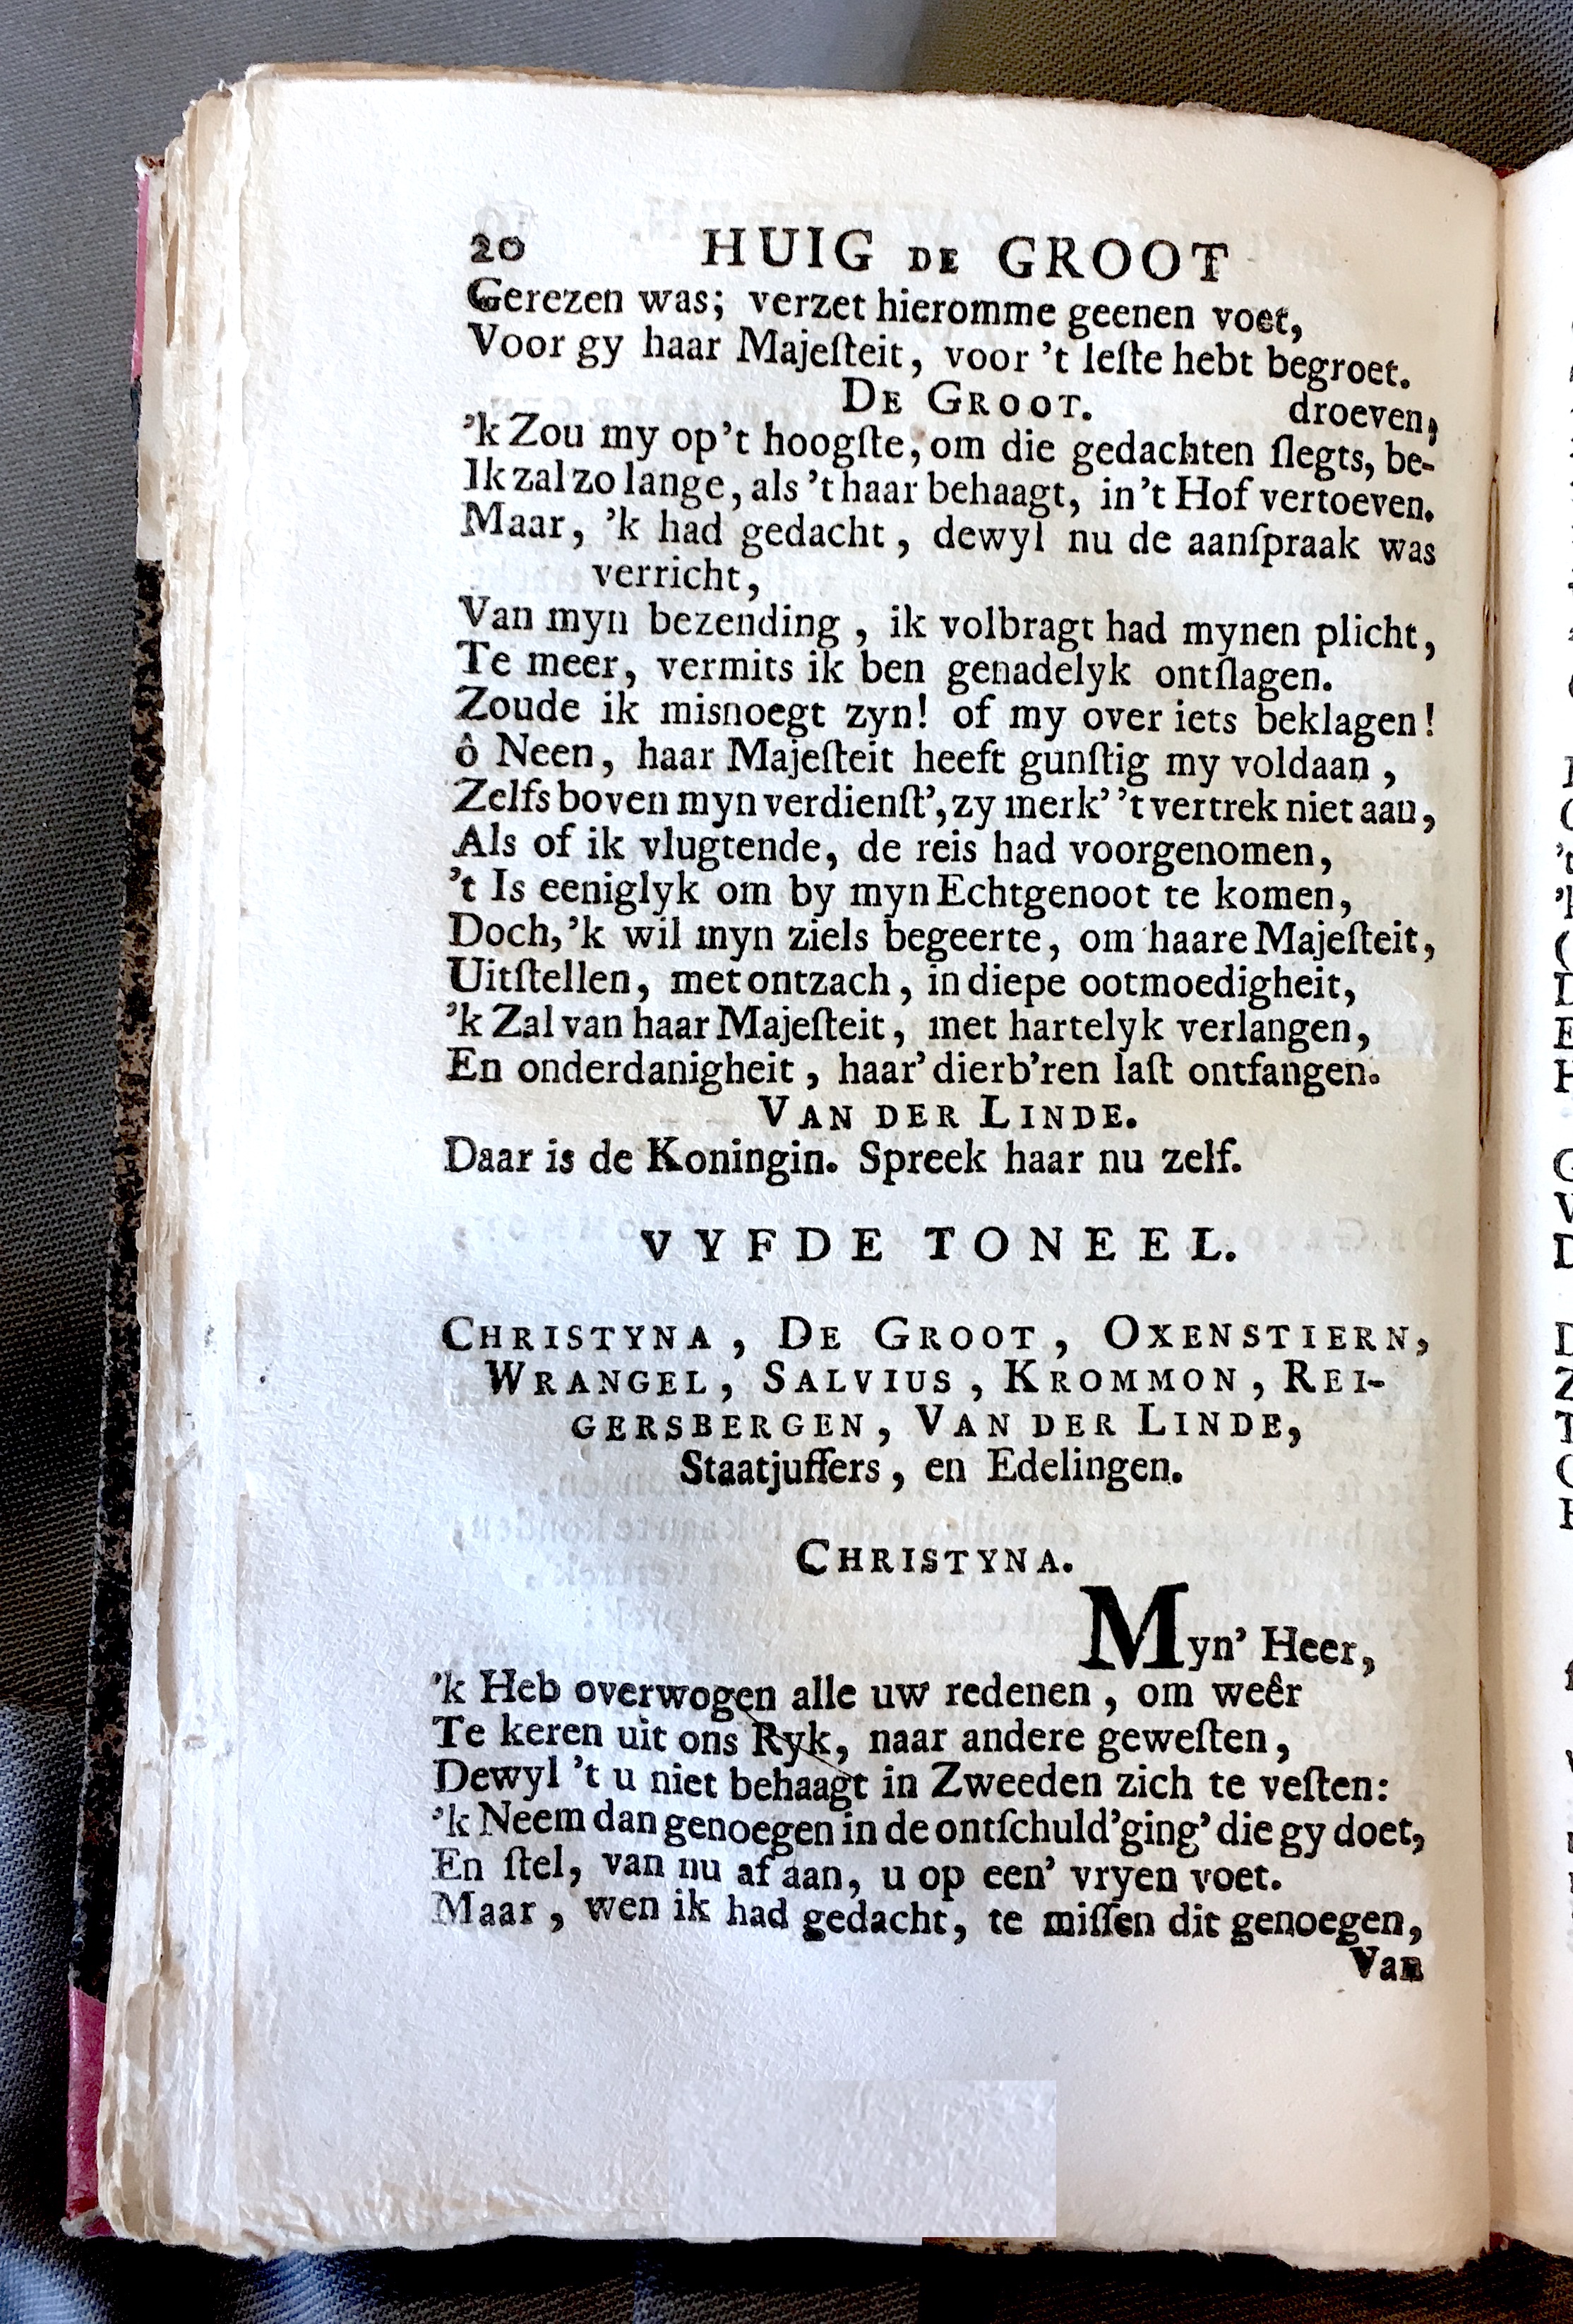 20 HUIG DE GROOT
Gerezen was; verzet hieromme geenen voet,
Voor gy haar Majeſteit, voor 't leſte hebt begroet.
DE GROOT. droeven,
'k Zou my op't hoogſte, om die gedachten ſlegts, be-
Ik zal zo lange, als 't haar behaagt, in 't Hof vertoeven.
Maar, 'k had gedacht, dewyl nu de aanſpraak was
verricht,
Van myn bezending, ik volbragt had mynen plicht,
Te meer, vermits ik ben genadelyk ontſlagen.
Zoude ik misnoegt zyn! of my over iets beklagen!
ô Neen, haar Majeſteit heeft gunſtig my voldaan,
Zelfs boven myn verdienſt', zy merk' 't vertrek niet aan,
Als of ik vlugtende, de reis had voorgenomen,
't Is eeniglyk om by myn Echtgenoot te komen,
Doch, 'k wil myn ziels begeerte, om haare Majeſteit,
Uitſtellen, met ontzach, in diepe ootmoedigheit,
'k Zal van haar Majeſteit, met hartelyk verlangen,
En onderdanigheit, haar' dierb'ren laſt ontfangen.
VAN DER LINDE.
Daar is de Koningin. Spreek haar nu zelf.
VYFDE TONEEL.
CHRISTYNA, DE GROOT, OXENSTIERN,
WRANGEL, SALVIUS, KROMMON, REI-
GERSBERGEN, VAN DER LINDE,
Staatjuffers, en Edelingen.
CHRISTYNA.
Myn' Heer,
'k Heb overwogen alle uw redenen, om weêr
Te keren uit ons Ryk, naar andere geweſten,
Dewyl 't u niet behaagt in Zweeden zich te veſten:
'k Neem dan genoegen in de ontſchuld'ging' die gy doet,
En ſtel, van nu af aan, u op een' vryen voet.
Maar, wen ik had gedacht, te miſſen dit genoegen,
Van